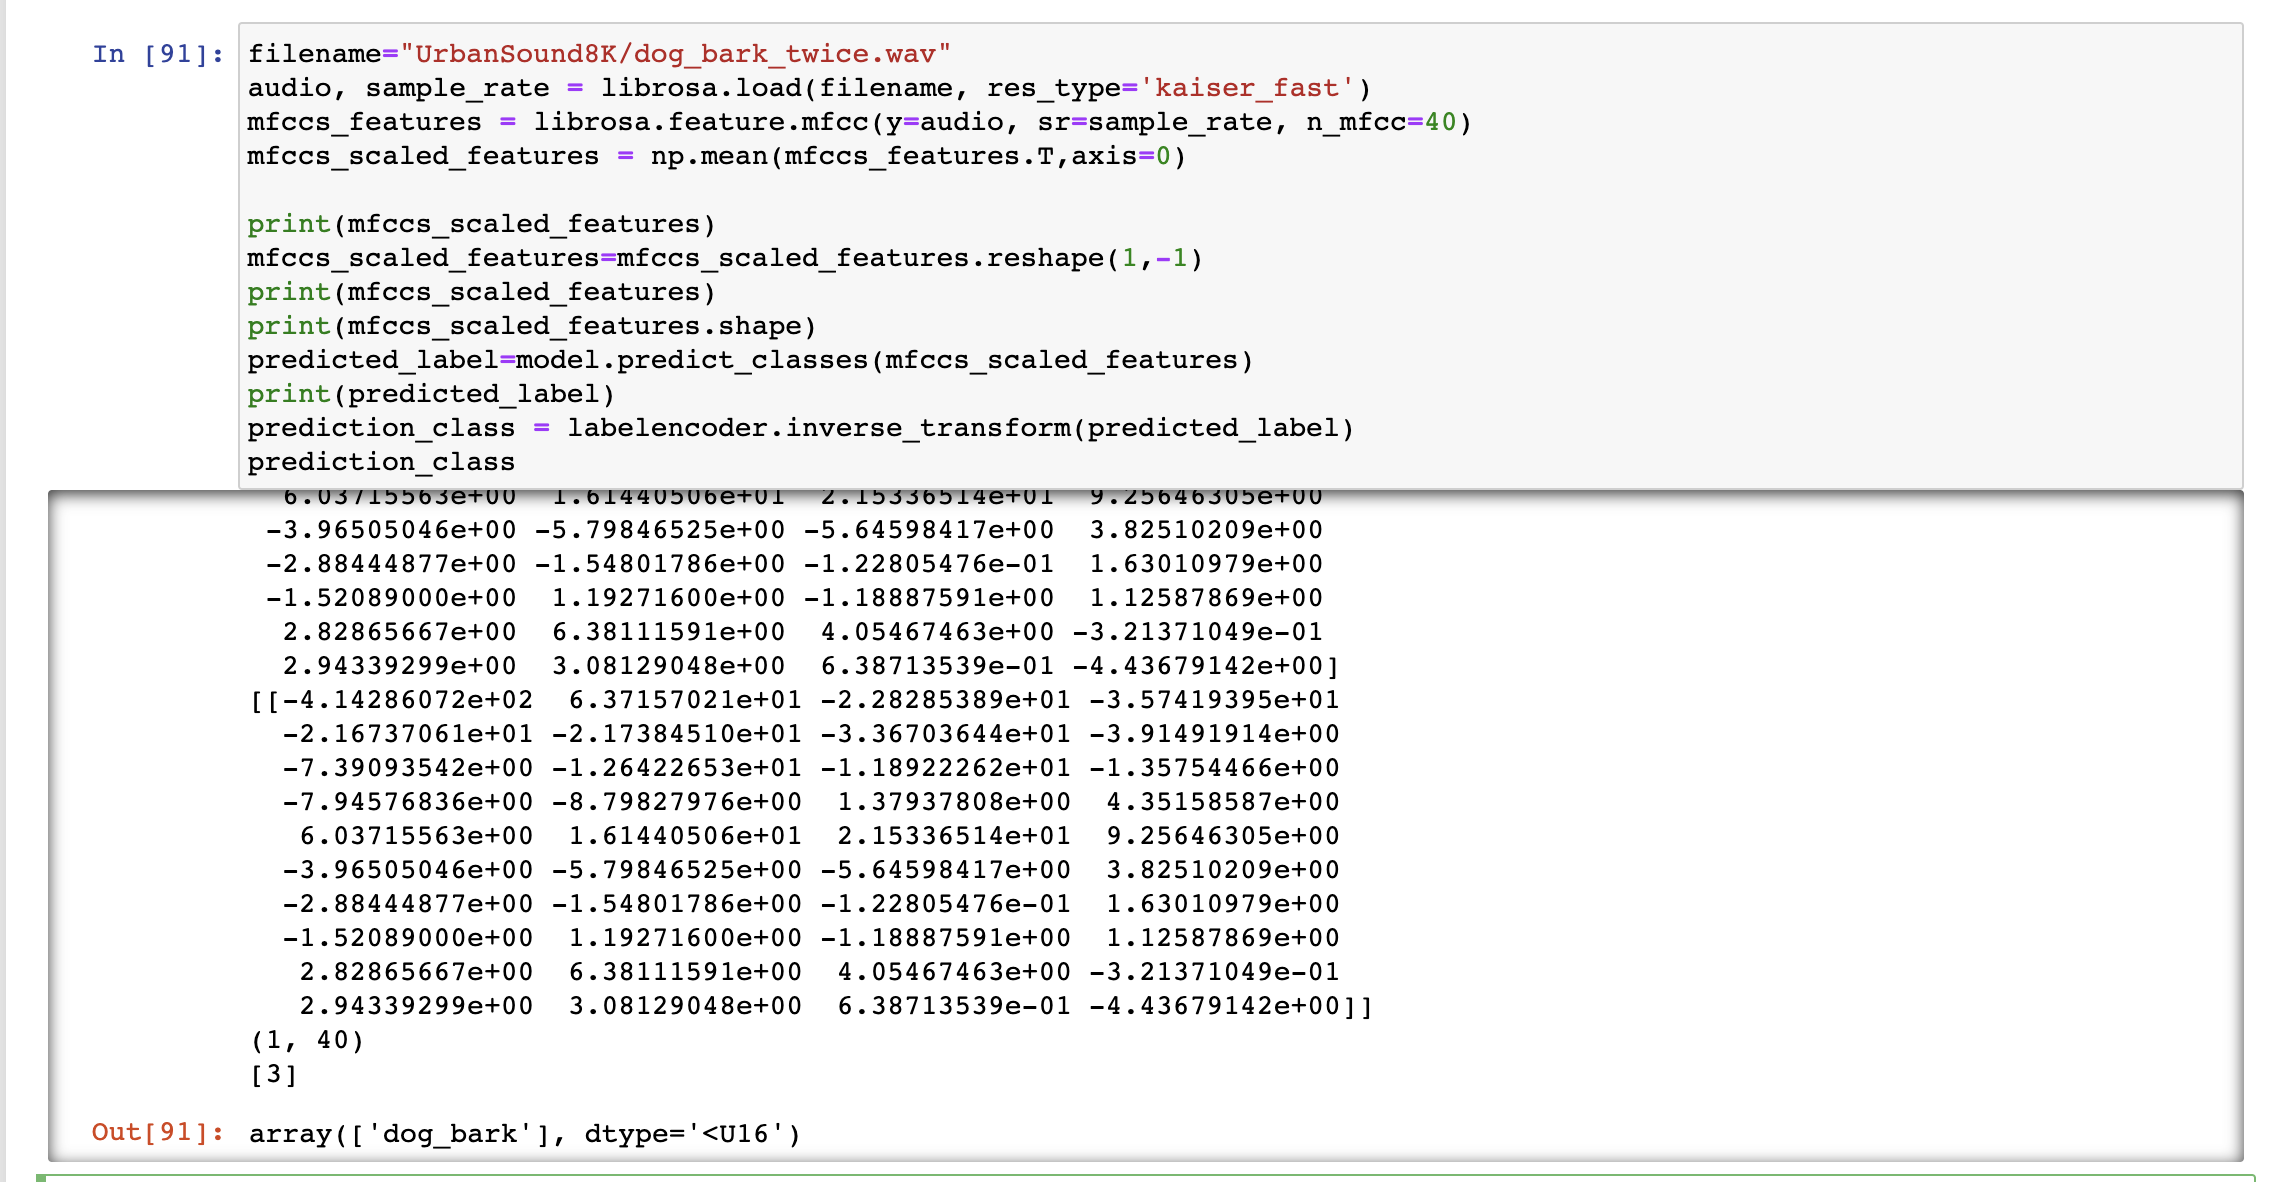 In [91]:
filename="UrbanSound8K/dog_bark_twice.wav"
audio, sample_rate = librosa.load(filename, res_type='kaiser_fast')
mfccs_features = librosa.feature.mfcc(y=audio, sr=sample_rate, n_mfcc=40)
mfccs_scaled_features = np.mean(mfccs_features.T,axis=0)
print(mfccs_scaled_features)
mfccs_scaled_features=mfccs_scaled_features.reshape(1,-1)
print(mfccs_scaled_features)
print(mfccs_scaled_features.shape)
predicted_label=model.predict_classes(mfccs_scaled_features)
print(predicted_label)
prediction_class = labelencoder.inverse_transform(predicted_label)
prediction_class
6.03715563e+00 1.61440506e+01 2.15336514e+01 9.25646305e+00
-3.96505046e+00 -5.79846525e+00 -5.64598417e+00 3.82510209e+00
-2.88444877e+00 -1.54801786e+00 -1.22805476e-01 1.63010979e+00
-1.52089000e+00 1.19271600e+00 -1.18887591e+00 1.12587869e+00
2.82865667e+00 6.38111591e+00 4.05467463e+00 -3.21371049e-01
2.94339299e+00 3.08129048e+00 6.38713539e-01 -4.43679142e+00]
[[-4.14286072e+02 6.37157021e+01 -2.28285389e+01 -3.57419395e+01
-2.16737061e+01 -2.17384510e+01 -3.36703644e+01 -3.91491914e+00
-7.39093542e+00 -1.26422653e+01 -1.18922262e+01 -1.35754466e+00
-7.94576836e+00 -8.79827976e+00 1.37937808e+00 4.35158587e+00
6.03715563e+00 1.61440506e+01 2.15336514e+01 9.25646305e+00
-3.96505046e+00 -5.79846525e+00 -5.64598417e+00 3.82510209e+00
-2.88444877e+00 -1.54801786e+00 -1.22805476e-01 1.63010979e+00
-1.52089000e+00 1.19271600e+00 -1.18887591e+00 1.12587869e+00
2.82865667e+00 6.38111591e+00 4.05467463e+00 -3.21371049e-01
2.94339299e+00 3.08129048e+00 6.38713539e-01 -4.43679142e+00]]
(1, 40)
[3]
Out[91]: array(['dog_bark'], dtype='<U16')